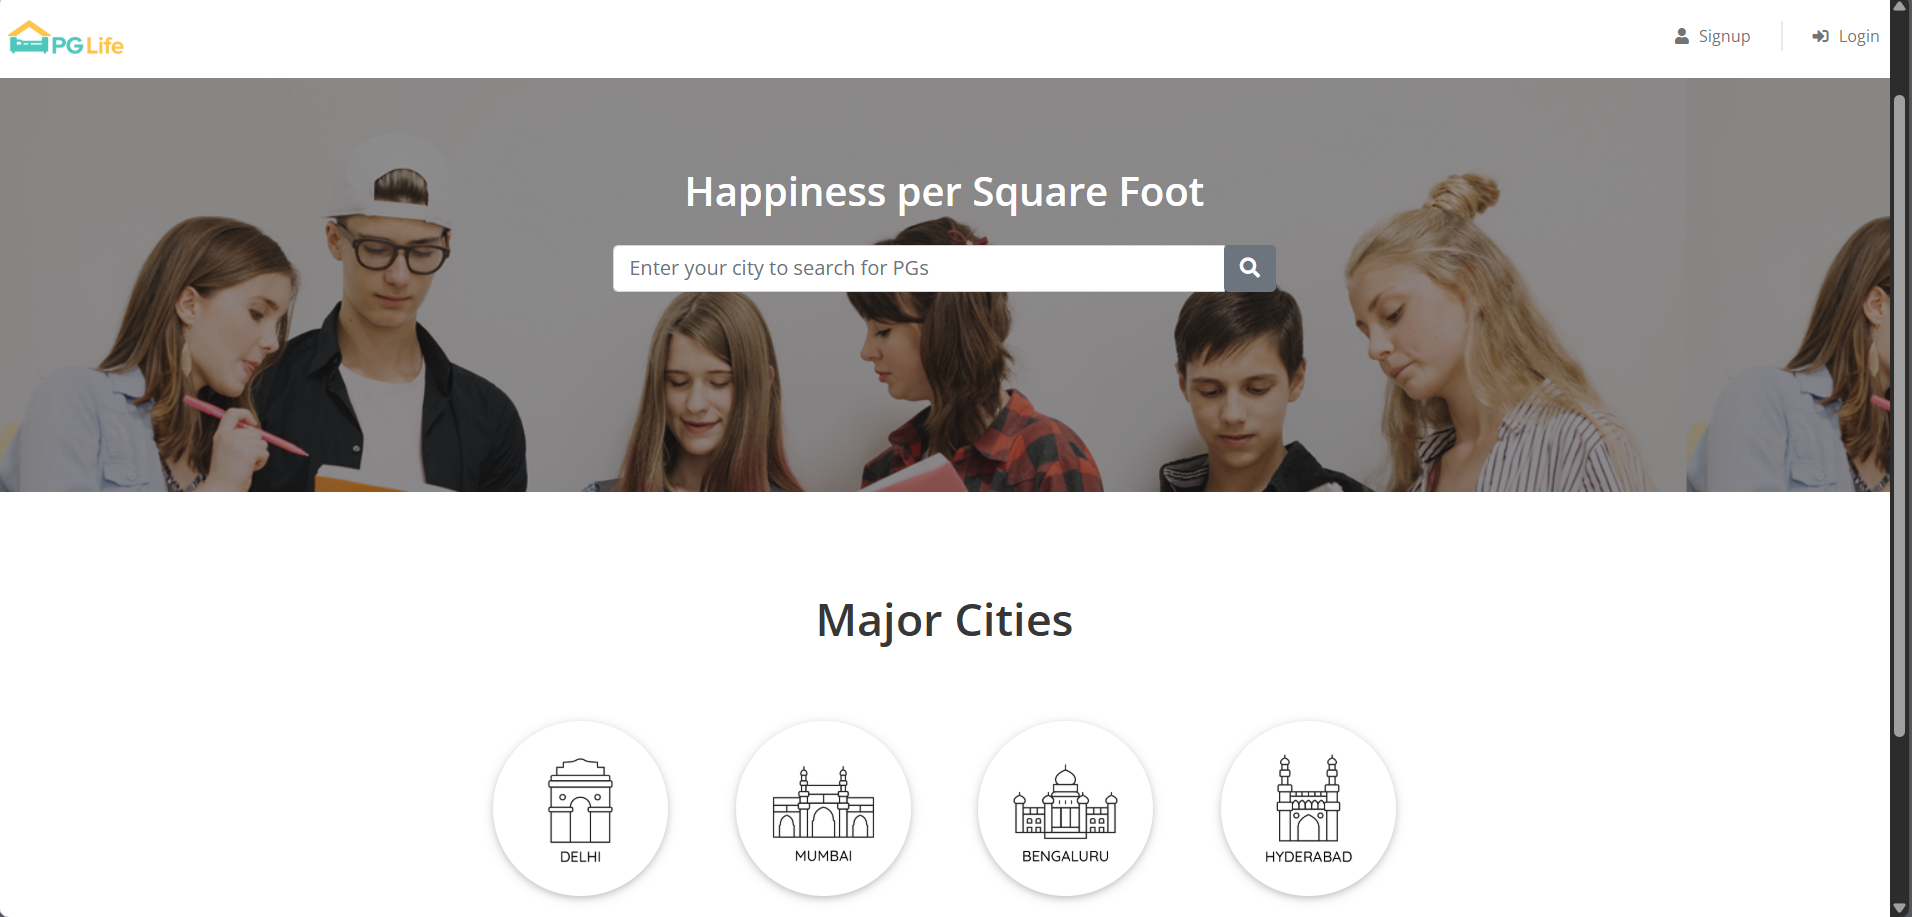 PG Life
Signup
Login
Happiness per Square Foot
Enter your city to search for PGs
Major Cities
DELHI
MUMBAI
BENGALURU
HYDERABAD